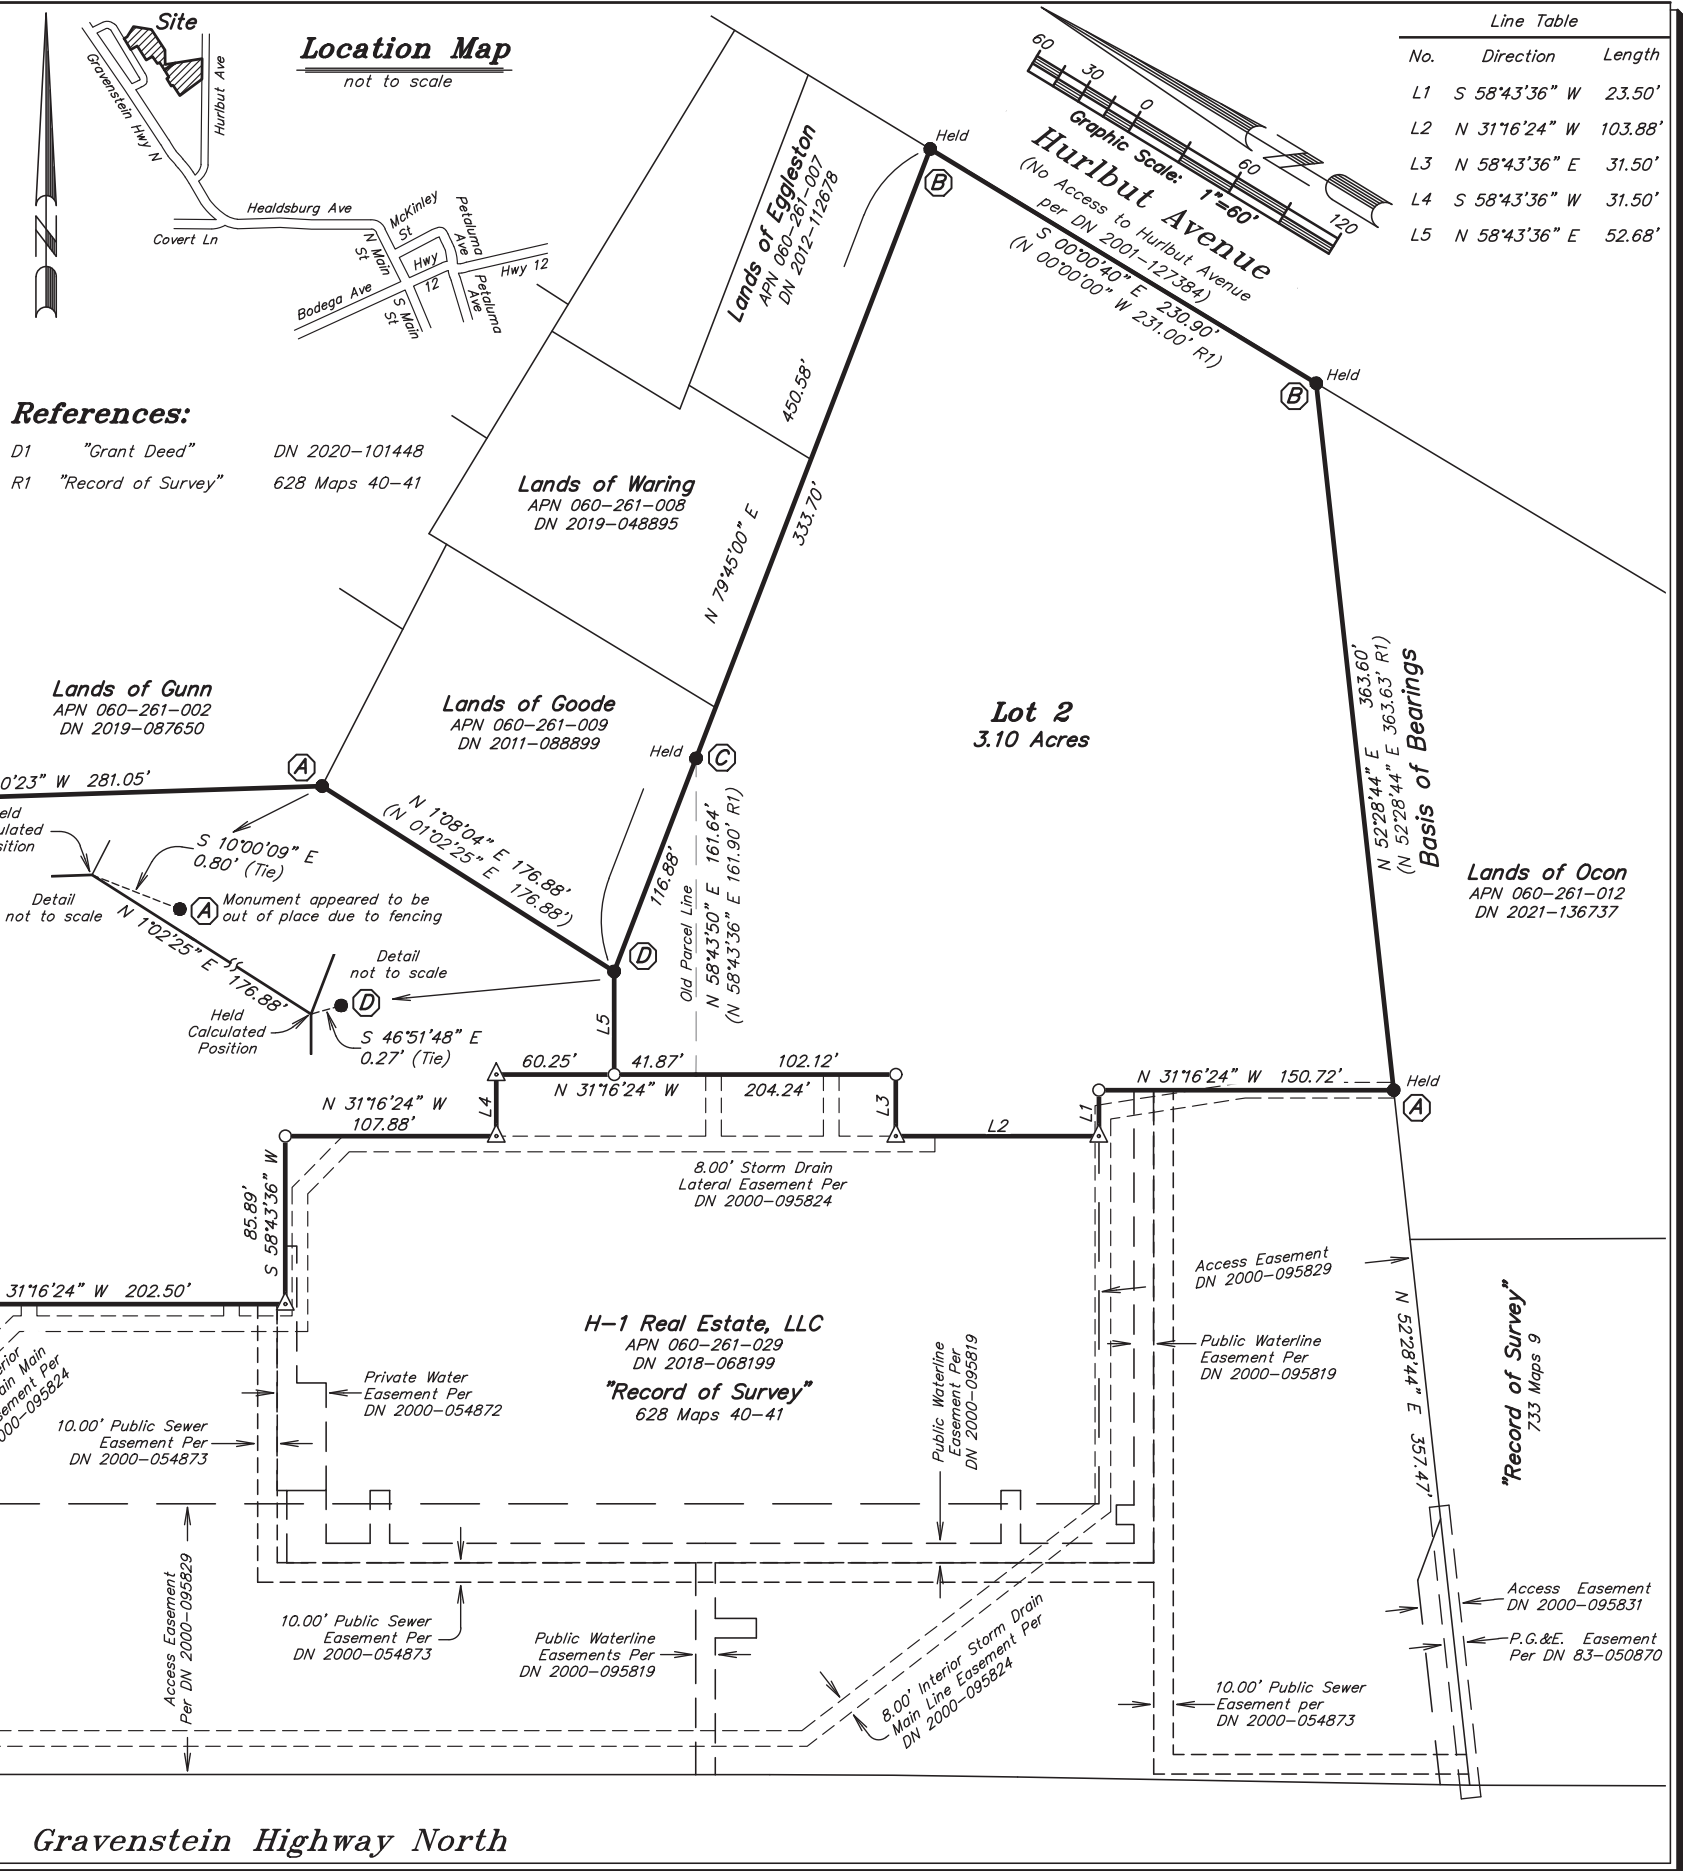 Site
Location Map
not to scale
Gravenstein Hwy N
Hurlbut Ave
Healdsburg Ave
Covert Ln
N Main
St
McKinley
St
Petaluma
Ave
Hwy
12
Hwy 12
Bodega Ave
S Main
St
Petaluma
Ave
References:
D1 "Grant Deed" DN 2020-101448
R1 "Record of Survey" 628 Maps 40-41
Line Table
No. Direction Length
L1 S 58°43'36" W 23.50'
L2 N 31°16'24" W 103.88'
L3 N 58°43'36" E 31.50'
L4 S 58°43'36" W 31.50'
L5 N 58°43'36" E 52.68'
60
30
0
60
120
Graphic Scale: 1"=60'
N
N
Hurlbut Avenue
(No Access to Hurlbut Avenue
per DN 2001-127384)
S 00°00'40" E 230.90'
(N 00°00'00" W 231.00' R1)
Held
B
Held
B
Lands of Eggleston
APN 060-261-007
DN 2012-112678
450.58'
333.70'
N 79°45'00" E
Lands of Waring
APN 060-261-008
DN 2019-048895
Lands of Gunn
APN 060-261-002
DN 2019-087650
Lands of Goode
APN 060-261-009
DN 2011-088899
Lot 2
3.10 Acres
Held
C
363.60'
N 52°28'44" E
(N 52°28'44" E 363.63' R1)
Basis of Bearings
Lands of Ocon
APN 060-261-012
DN 2021-136737
A
0'23" W 281.05'
eld
ulated
sition
S 10°00'09" E
0.80' (Tie)
Detail
not to scale
A
Monument appeared to be
out of place due to fencing
N 1°02'25" E 176.88'
N 1°08'04" E 176.88'
(N 01°02'25" E 176.88')
116.88'
Old Parcel Line
N 58°43'50" E 161.64'
(N 58°43'36" E 161.90' R1)
D
Detail
not to scale
D
Held
Calculated
Position
S 46°51'48" E
0.27' (Tie)
L5
60.25'
41.87'
102.12'
N 31°16'24" W 204.24'
N 31°16'24" W
107.88'
L4
L3
L2
L1
N 31°16'24" W 150.72'
Held
A
8.00' Storm Drain
Lateral Easement Per
DN 2000-095824
85.89'
S 58°43'36" W
31°16'24" W 202.50'
erior
ain Main
sement Per
000-095824
H-1 Real Estate, LLC
APN 060-261-029
DN 2018-068199
"Record of Survey"
628 Maps 40-41
Access Easement
DN 2000-095829
Public Waterline
Easement Per
DN 2000-095819
Public Waterline
Easement Per
DN 2000-095819
N 52°28'44" E 357.47'
"Record of Survey"
733 Maps 9
Private Water
Easement Per
DN 2000-054872
10.00' Public Sewer
Easement Per
DN 2000-054873
Access Easement
Per DN 2000-095829
10.00' Public Sewer
Easement Per
DN 2000-054873
Public Waterline
Easements Per
DN 2000-095819
8.00' Interior Storm Drain
Main Line Easement Per
DN 2000-095824
10.00' Public Sewer
Easement per
DN 2000-054873
Access Easement
DN 2000-095831
P.G.&E. Easement
Per DN 83-050870
Gravenstein Highway North